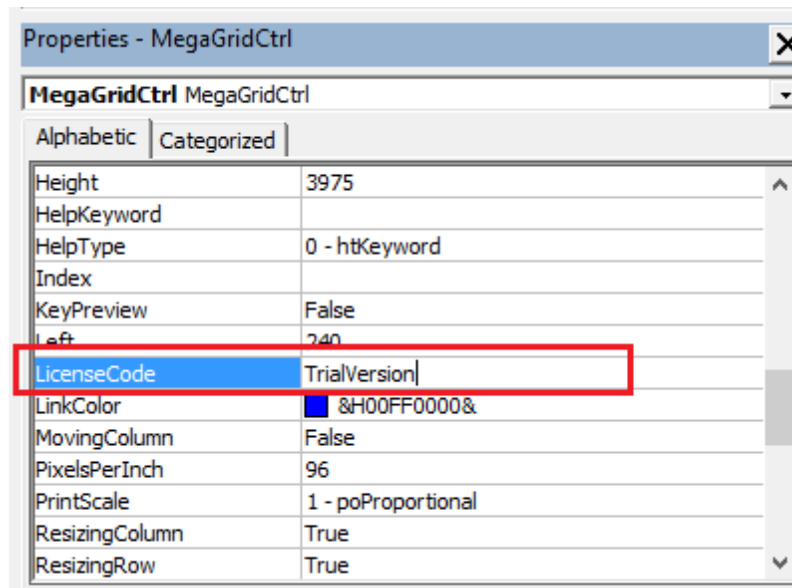 Properties - MegaGridCtrl
MegaGridCtrl MegaGridCtrl
Alphabetic Categorized
Height 3975
HelpKeyword
HelpType 0 - htKeyword
Index
KeyPreview False
Left 240
LicenseCode TrialVersion
LinkColor &H00FF0000&
MovingColumn False
PixelsPerInch 96
PrintScale 1 - poProportional
ResizingColumn True
ResizingRow True